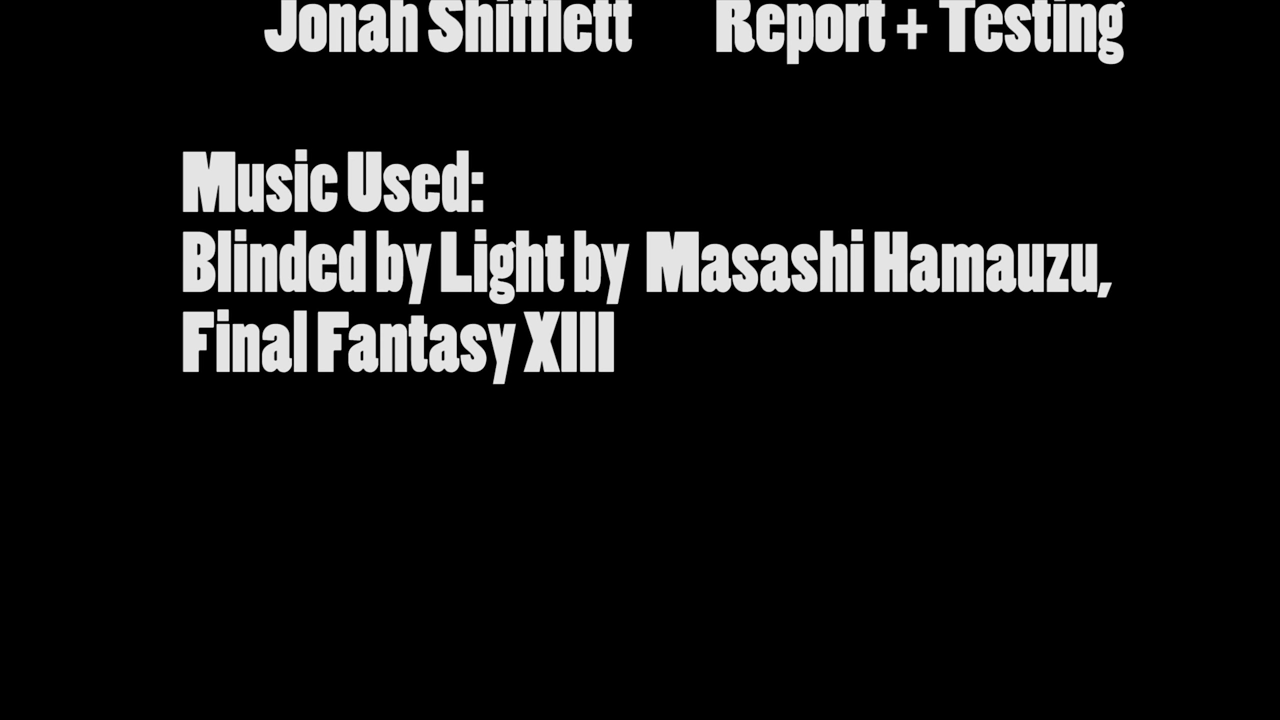 Jonah Shifflett Report + Testing
Music Used:
Blinded by Light by Masashi Hamauzu,
Final Fantasy XIII